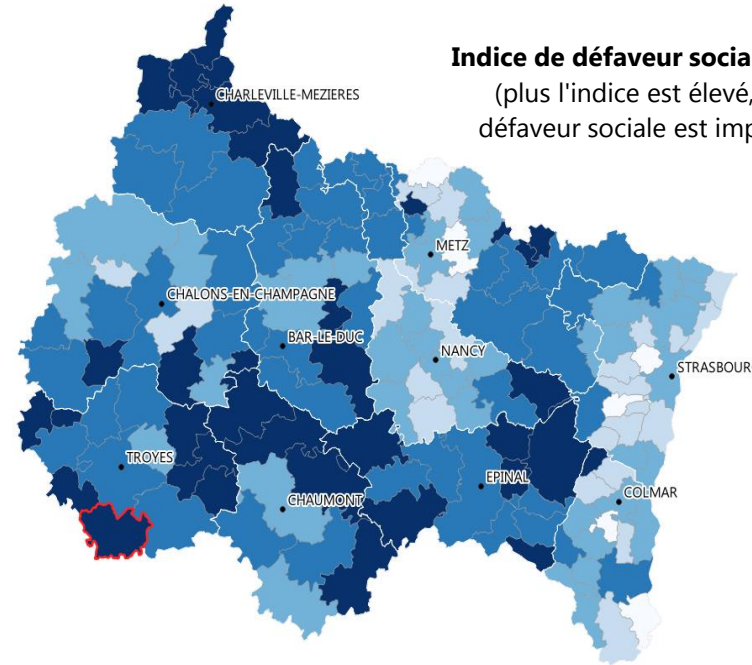 Indice de défaveur socia
(plus l'indice est élevé,
défaveur sociale est imp
CHARLEVILLE-MEZIERES
METZ
CHALONS-EN-CHAMPAGNE
BAR-LE-DUC
NANCY
STRASBOUR
TROYES
EPINAL
CHAUMONT
COLMAR